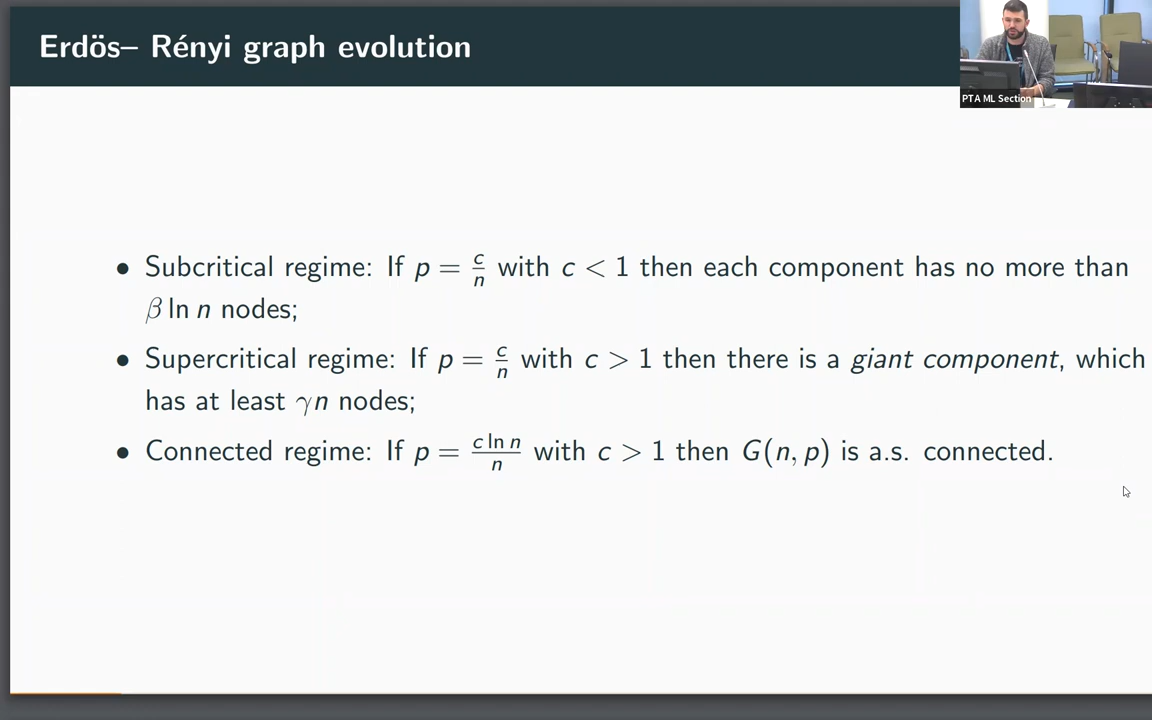 Erdös– Rényi graph evolution
PTA ML Section
• Subcritical regime: If p = c/n with c < 1 then each component has no more than
β ln n nodes;
• Supercritical regime: If p = c/n with c > 1 then there is a giant component, which
has at least γn nodes;
• Connected regime: If p = c ln n/n with c > 1 then G(n, p) is a.s. connected.